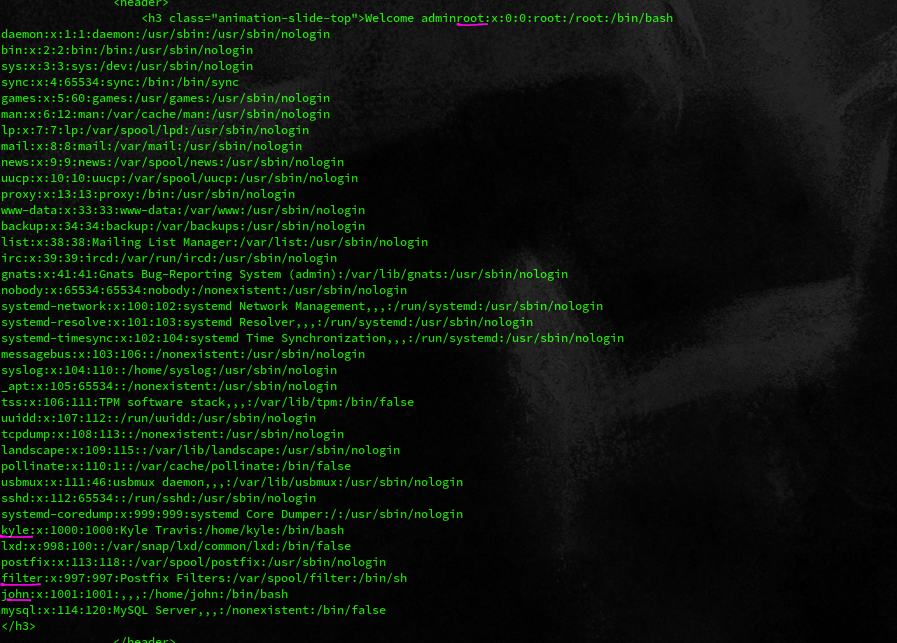 <header>
<h3 class="animation-slide-top">Welcome adminroot:x:0:0:root:/root:/bin/bash
daemon:x:1:1:daemon:/usr/sbin:/usr/sbin/nologin
bin:x:2:2:bin:/bin:/usr/sbin/nologin
sys:x:3:3:sys:/dev:/usr/sbin/nologin
sync:x:4:65534:sync:/bin:/bin/sync
games:x:5:60:games:/usr/games:/usr/sbin/nologin
man:x:6:12:man:/var/cache/man:/usr/sbin/nologin
lp:x:7:7:lp:/var/spool/lpd:/usr/sbin/nologin
mail:x:8:8:mail:/var/mail:/usr/sbin/nologin
news:x:9:9:news:/var/spool/news:/usr/sbin/nologin
uucp:x:10:10:uucp:/var/spool/uucp:/usr/sbin/nologin
proxy:x:13:13:proxy:/bin:/usr/sbin/nologin
www-data:x:33:33:www-data:/var/www:/usr/sbin/nologin
backup:x:34:34:backup:/var/backups:/usr/sbin/nologin
list:x:38:38:Mailing List Manager:/var/list:/usr/sbin/nologin
irc:x:39:39:ircd:/var/run/ircd:/usr/sbin/nologin
gnats:x:41:41:Gnats Bug-Reporting System (admin):/var/lib/gnats:/usr/sbin/nologin
nobody:x:65534:65534:nobody:/nonexistent:/usr/sbin/nologin
systemd-network:x:100:102:systemd Network Management,,,:/run/systemd:/usr/sbin/nologin
systemd-resolve:x:101:103:systemd Resolver,,,:/run/systemd:/usr/sbin/nologin
systemd-timesync:x:102:104:systemd Time Synchronization,,,:/run/systemd:/usr/sbin/nologin
messagebus:x:103:106::/nonexistent:/usr/sbin/nologin
syslog:x:104:110::/home/syslog:/usr/sbin/nologin
_apt:x:105:65534::/nonexistent:/usr/sbin/nologin
tss:x:106:111:TPM software stack,,,:/var/lib/tpm:/bin/false
uuidd:x:107:112::/run/uuidd:/usr/sbin/nologin
tcpdump:x:108:113::/nonexistent:/usr/sbin/nologin
landscape:x:109:115::/var/lib/landscape:/usr/sbin/nologin
pollinate:x:110:1::/var/cache/pollinate:/bin/false
usbmux:x:111:46:usbmux daemon,,,:/var/lib/usbmux:/usr/sbin/nologin
sshd:x:112:65534::/run/sshd:/usr/sbin/nologin
systemd-coredump:x:999:999:systemd Core Dumper:/:/usr/sbin/nologin
kyle:x:1000:1000:Kyle Travis:/home/kyle:/bin/bash
lxd:x:998:100::/var/snap/lxd/common/lxd:/bin/false
postfix:x:113:118::/var/spool/postfix:/usr/sbin/nologin
filter:x:997:997:Postfix Filters:/var/spool/filter:/bin/sh
john:x:1001:1001:,,,:/home/john:/bin/bash
mysql:x:114:120:MySQL Server,,,:/nonexistent:/bin/false
</h3>
</header>